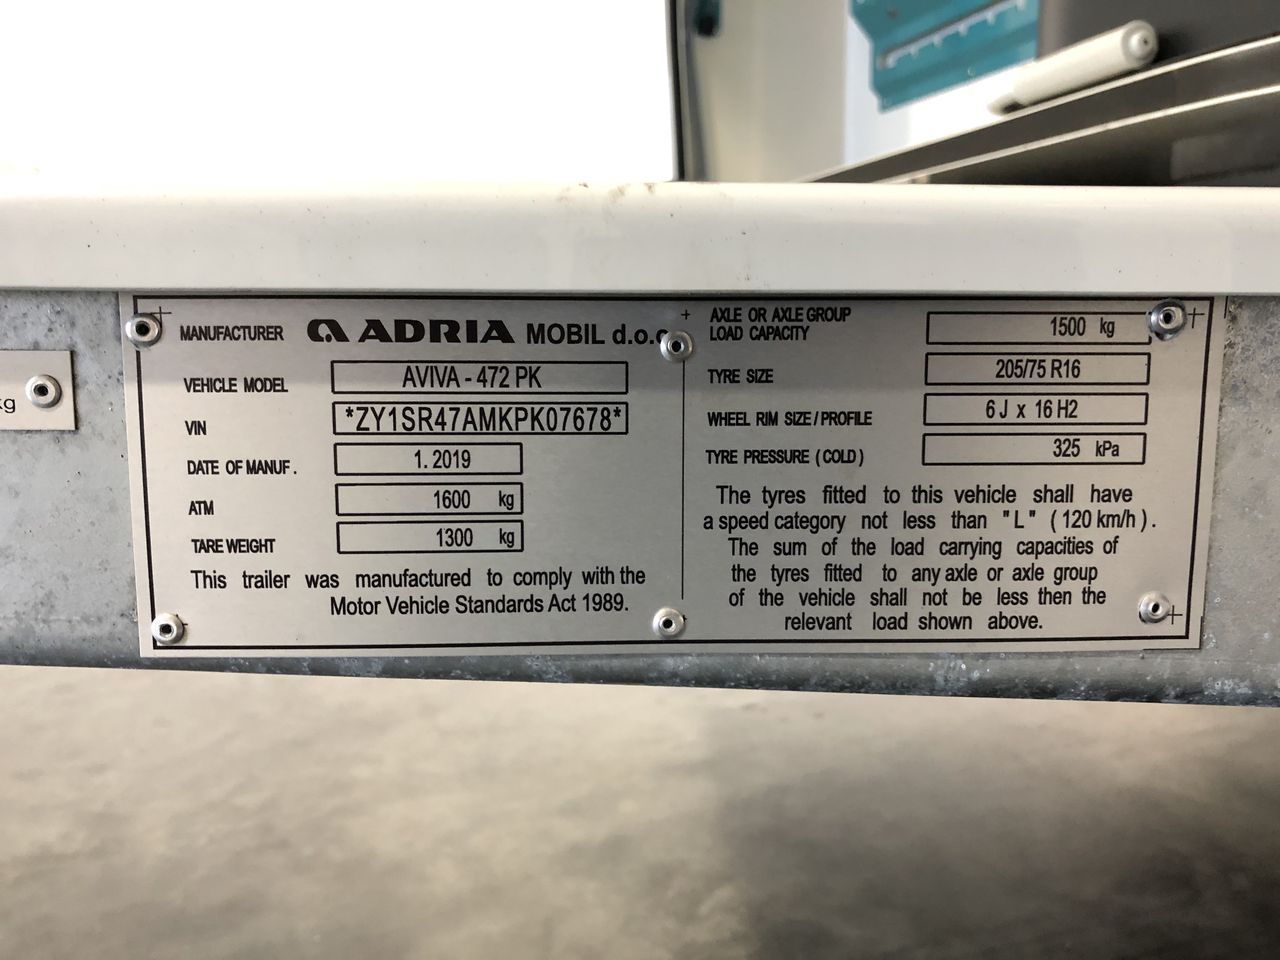 MANUFACTURER ADRIA MOBIL d.o.o
VEHICLE MODEL AVIVA - 472 PK
VIN *ZY1SR47AMKPK07678*
DATE OF MANUF. 1. 2019
ATM 1600 kg
TARE WEIGHT 1300 kg
This trailer was manufactured to comply with the
Motor Vehicle Standards Act 1989.
AXLE OR AXLE GROUP
LOAD CAPACITY 1500 kg
TYRE SIZE 205/75 R16
WHEEL RIM SIZE / PROFILE 6 J x 16 H2
TYRE PRESSURE ( COLD ) 325 kPa
The tyres fitted to this vehicle shall have
a speed category not less than "L" ( 120 km/h ).
The sum of the load carrying capacities of
the tyres fitted to any axle or axle group
of the vehicle shall not be less then the
relevant load shown above.
kg